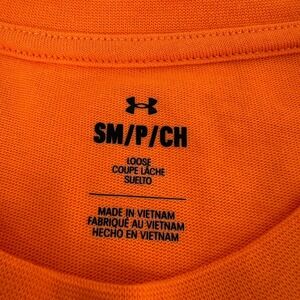 SM/P/CH
LOOSE
COUPE LÂCHE
SUELTO
MADE IN VIETNAM
FABRIQUÉ AU VIETNAM
HECHO EN VIETNAM